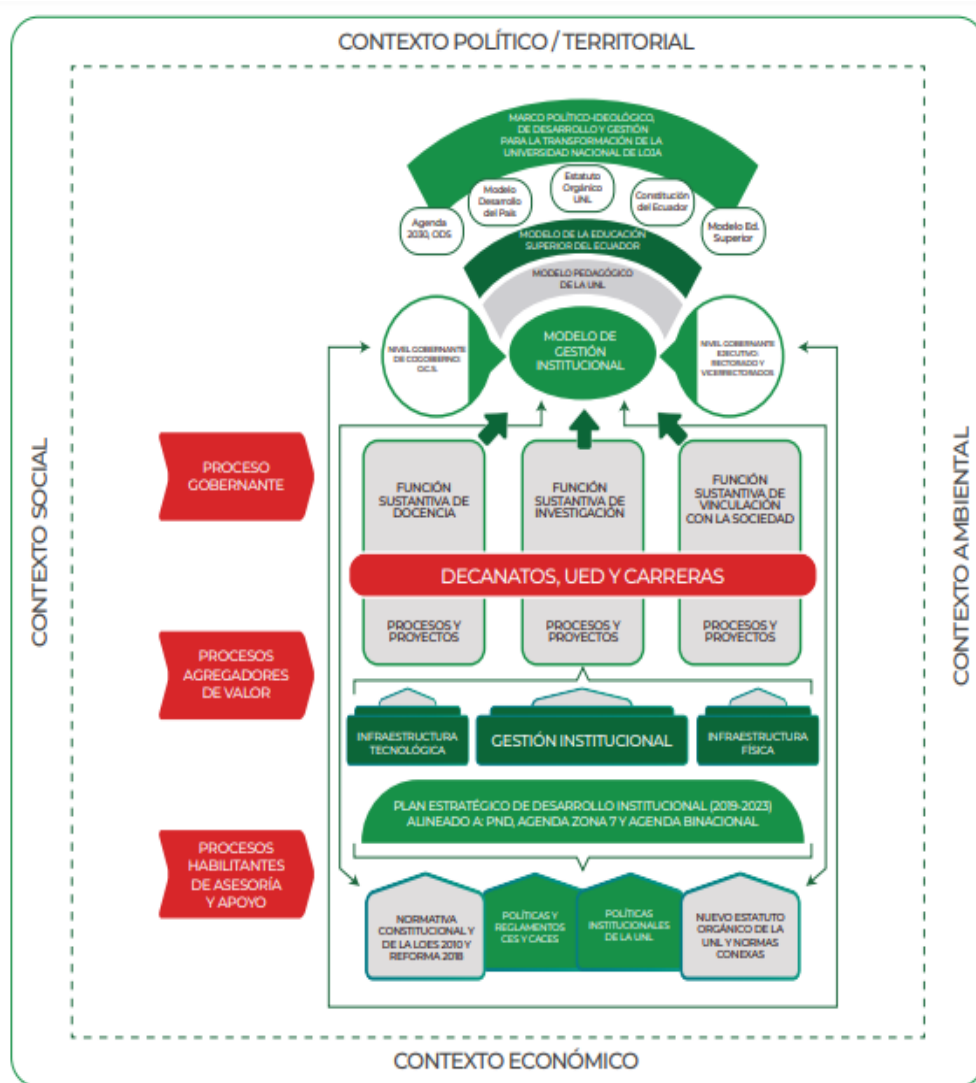 CONTEXTO POLÍTICO / TERRITORIAL
MARCO POLÍTICO-IDEOLÓGICO,
DE DESARROLLO Y GESTIÓN
PARA LA TRANSFORMACIÓN DE LA
UNIVERSIDAD NACIONAL DE LOJA
Agenda
2030, ODS
Modelo
Desarrollo
del País
Estatuto
Orgánico
UNL
Constitución
del Ecuador
Modelo Ed.
Superior
MODELO DE LA EDUCACIÓN
SUPERIOR DEL ECUADOR
MODELO PEDAGÓGICO
DE LA UNL
NIVEL GOBERNANTE
DE COGOBIERNO:
O.C.S.
MODELO DE
GESTIÓN
INSTITUCIONAL
NIVEL GOBERNANTE
EJECUTIVO:
RECTORADO Y
VICERRECTORADOS
CONTEXTO SOCIAL
CONTEXTO AMBIENTAL
PROCESO
GOBERNANTE
FUNCIÓN
SUSTANTIVA DE
DOCENCIA
FUNCIÓN
SUSTANTIVA DE
INVESTIGACIÓN
FUNCIÓN
SUSTANTIVA DE
VINCULACIÓN
CON LA SOCIEDAD
DECANATOS, UED Y CARRERAS
PROCESOS Y
PROYECTOS
PROCESOS Y
PROYECTOS
PROCESOS Y
PROYECTOS
PROCESOS
AGREGADORES
DE VALOR
INFRAESTRUCTURA
TECNOLÓGICA
GESTIÓN INSTITUCIONAL
INFRAESTRUCTURA
FÍSICA
PLAN ESTRATÉGICO DE DESARROLLO INSTITUCIONAL (2019-2023)
ALINEADO A: PND, AGENDA ZONA 7 Y AGENDA BINACIONAL
PROCESOS
HABILITANTES
DE ASESORÍA
Y APOYO
NORMATIVA
CONSTITUCIONAL Y
DE LA LOES 2010 Y
REFORMA 2018
POLÍTICAS Y
REGLAMENTOS
CES Y CACES
POLÍTICAS
INSTITUCIONALES
DE LA UNL
NUEVO ESTATUTO
ORGÁNICO DE LA
UNL Y NORMAS
CONEXAS
CONTEXTO ECONÓMICO